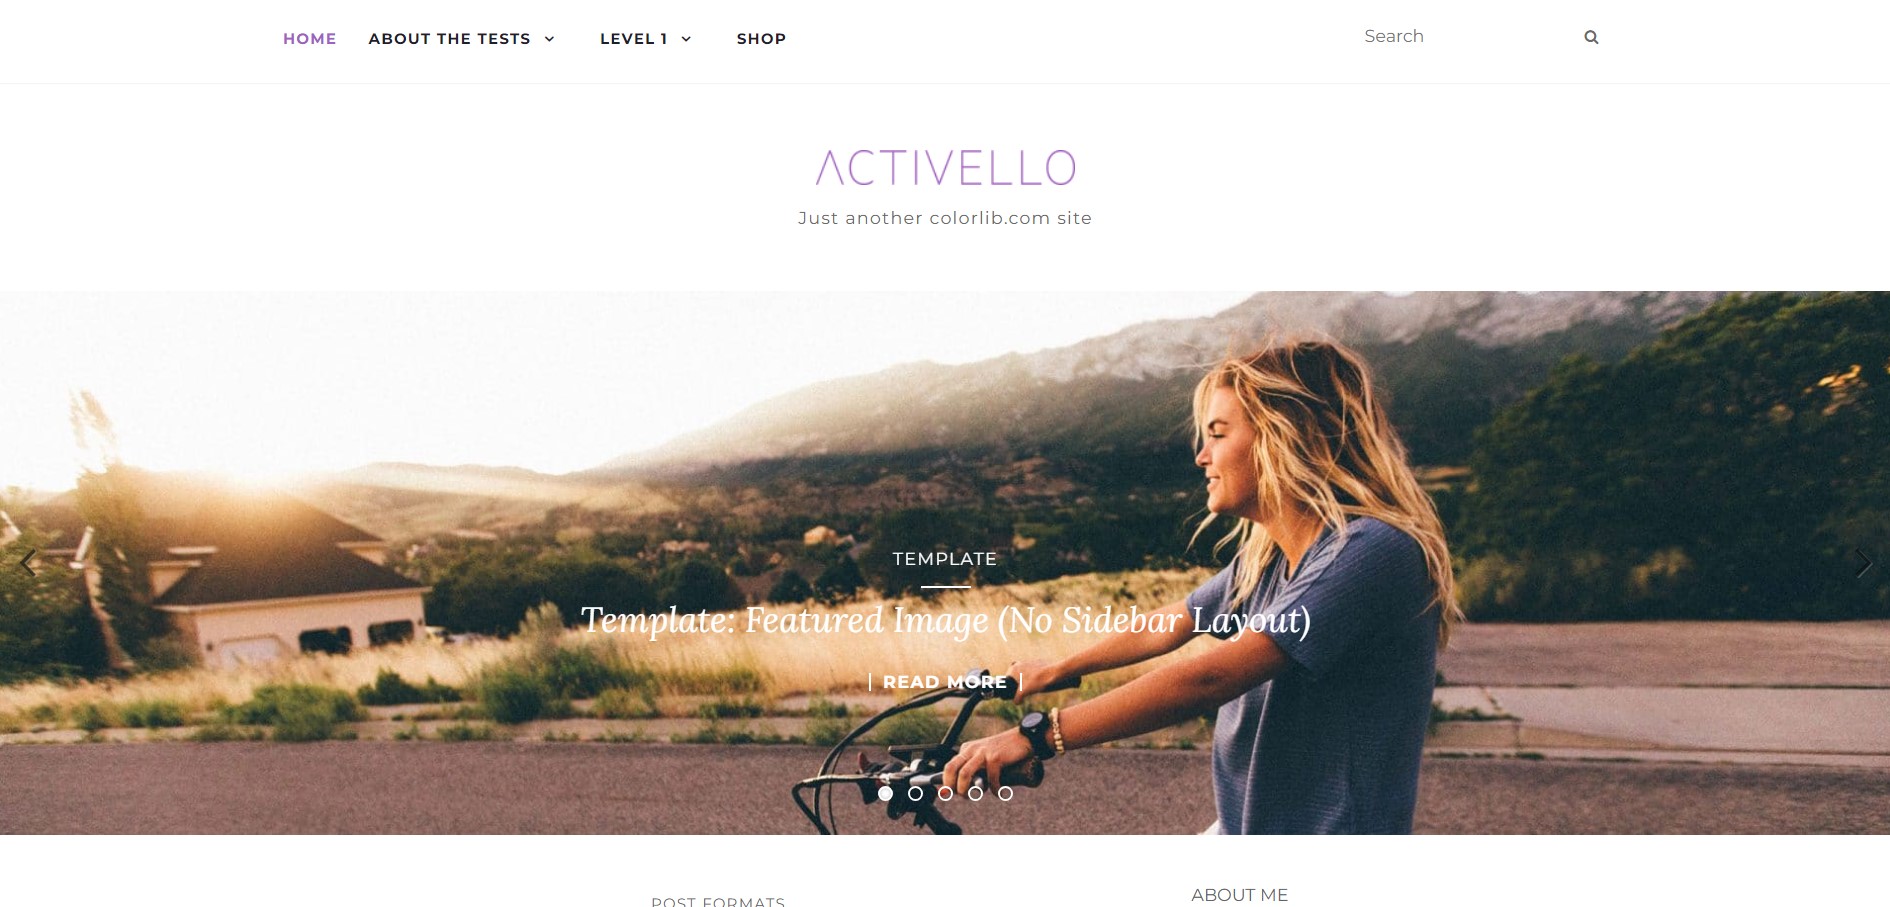 HOME ABOUT THE TESTS LEVEL 1 SHOP Search
ACTIVELLO
Just another colorlib.com site
TEMPLATE
Template: Featured Image (No Sidebar Layout)
| READ MORE |
ABOUT ME
POST FORMATS